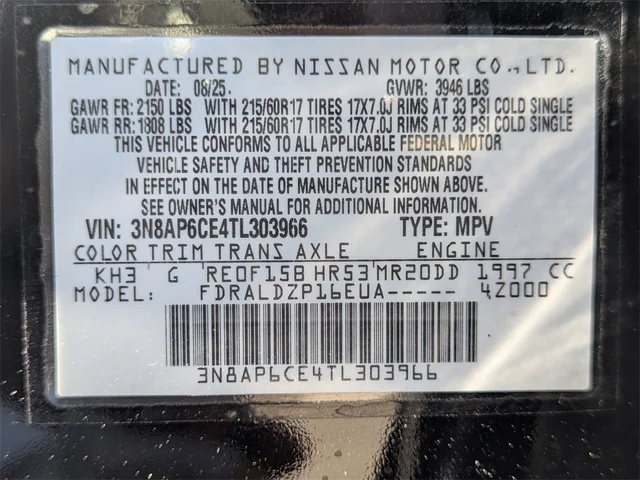 MANUFACTURED BY NISSAN MOTOR CO., LTD.
DATE: 08/25. GVWR: 3946 LBS
GAWR FR: 2150 LBS WITH 215/60R17 TIRES 17X7.0J RIMS AT 33 PSI COLD SINGLE
GAWR RR: 1808 LBS WITH 215/60R17 TIRES 17X7.0J RIMS AT 33 PSI COLD SINGLE
THIS VEHICLE CONFORMS TO ALL APPLICABLE FEDERAL MOTOR
VEHICLE SAFETY AND THEFT PREVENTION STANDARDS
IN EFFECT ON THE DATE OF MANUFACTURE SHOWN ABOVE.
SEE OWNER'S MANUAL FOR ADDITIONAL INFORMATION.
VIN: 3N8AP6CE4TL303966 TYPE: MPV
COLOR TRIM TRANS AXLE ENGINE
KH3 G RE0F15B HR53 MR20DD 1997 CC
MODEL: FDRALDZP16EUA----- 4Z000
3N8AP6CE4TL303966